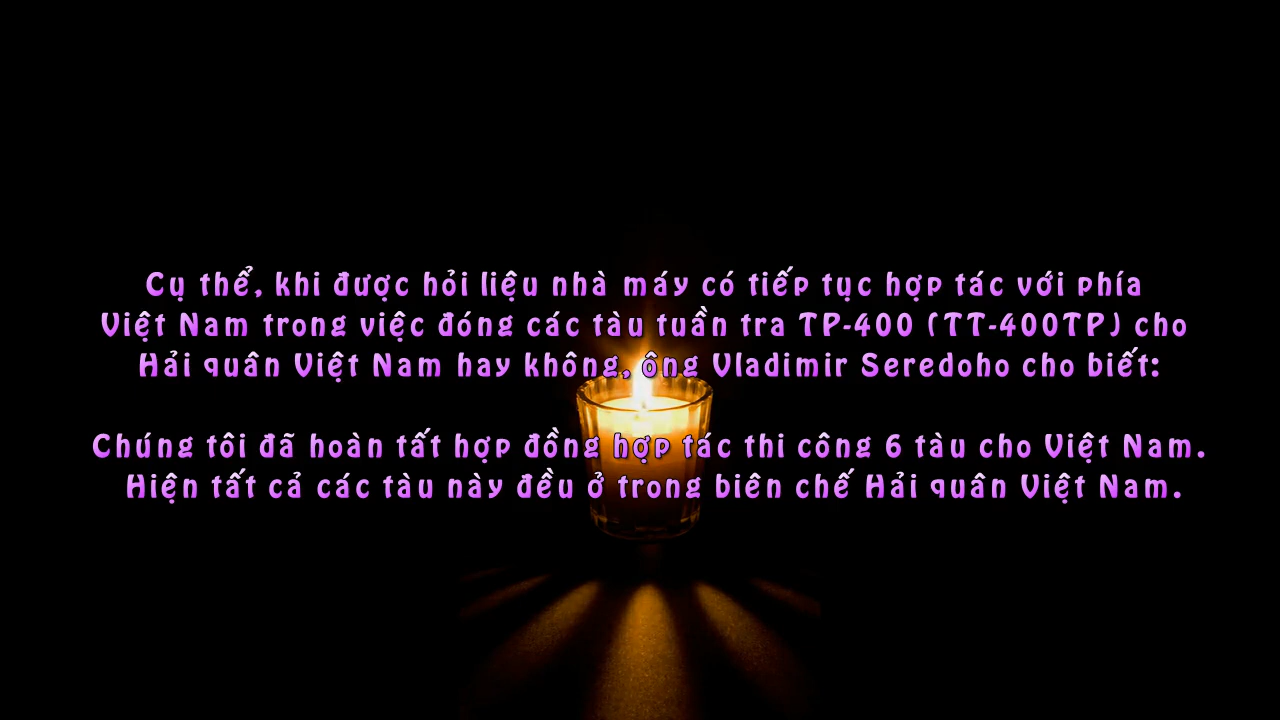 Cụ thể, khi được hỏi liệu nhà máy có tiếp tục hợp tác với phía
Việt Nam trong việc đóng các tàu tuần tra TP-400 (TT-400TP) cho
Hải quân Việt Nam hay không, ông Vladimir Seredoho cho biết:
Chúng tôi đã hoàn tất hợp đồng hợp tác thi công 6 tàu cho Việt Nam.
Hiện tất cả các tàu này đều ở trong biên chế Hải quân Việt Nam.